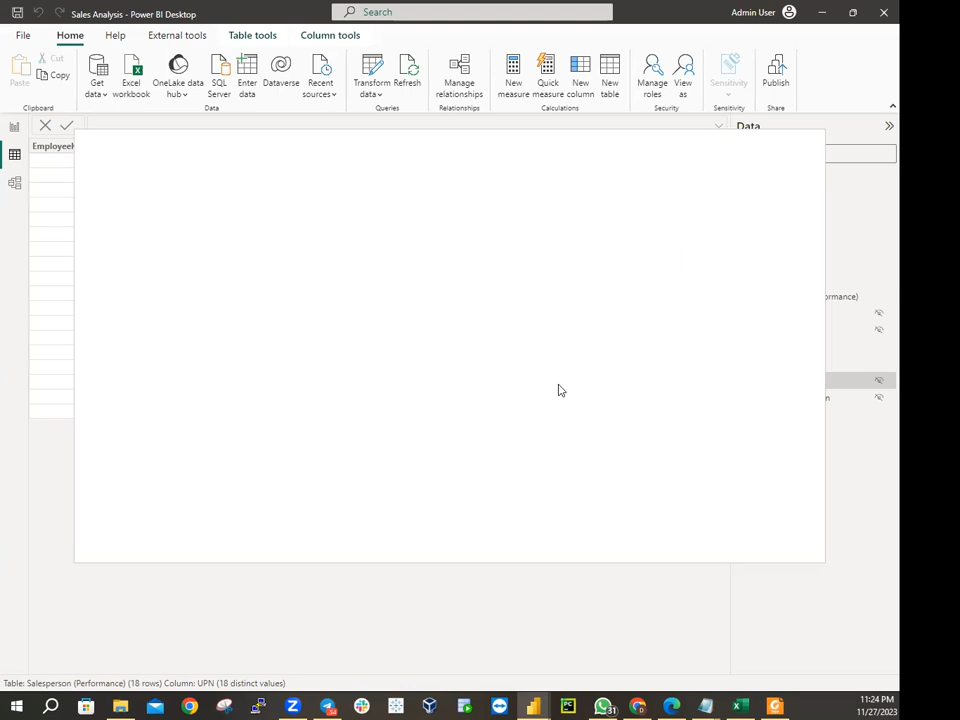 Sales Analysis - Power BI Desktop
Search
Admin User
File Home Help External tools Table tools Column tools
Paste
Cut
Copy
Get data
Excel workbook
OneLake data hub
SQL Server
Enter data
Dataverse
Recent sources
Transform data
Refresh
Manage relationships
New measure
Quick measure
New column
New table
Manage roles
View as
Sensitivity
Publish
Clipboard Data Queries Relationships Calculations Security Sensitivity Share
Data
ormance)
n
Table: Salesperson (Performance) (18 rows) Column: UPN (18 distinct values)
54
31
11:24 PM
11/27/2023